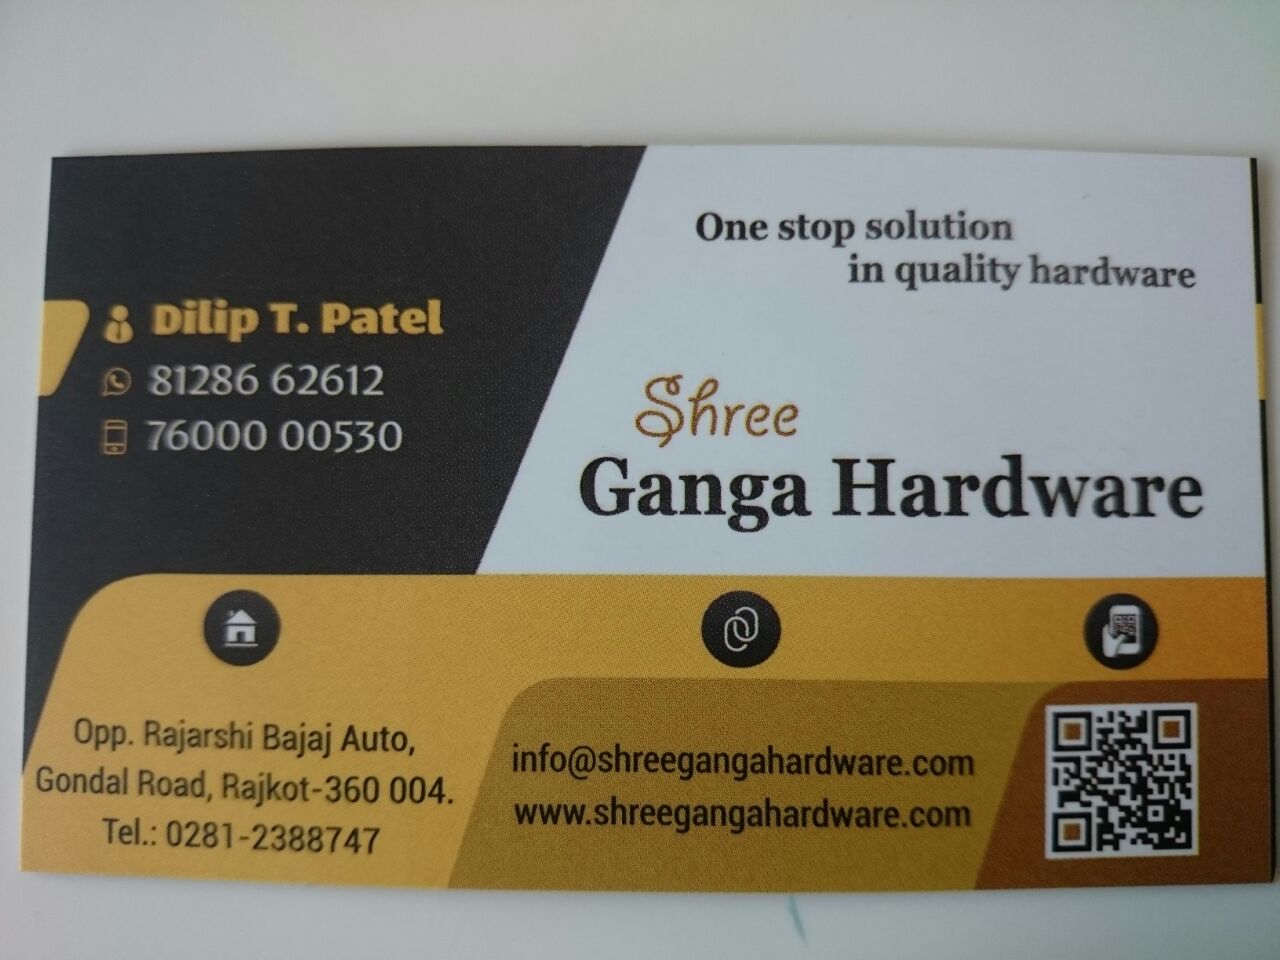 One stop solution
in quality hardware
Dilip T. Patel
81286 62612
76000 00530
Shree
Ganga Hardware
Opp. Rajarshi Bajaj Auto,
Gondal Road, Rajkot-360 004.
Tel.: 0281-2388747
info@shreegangahardware.com
www.shreegangahardware.com